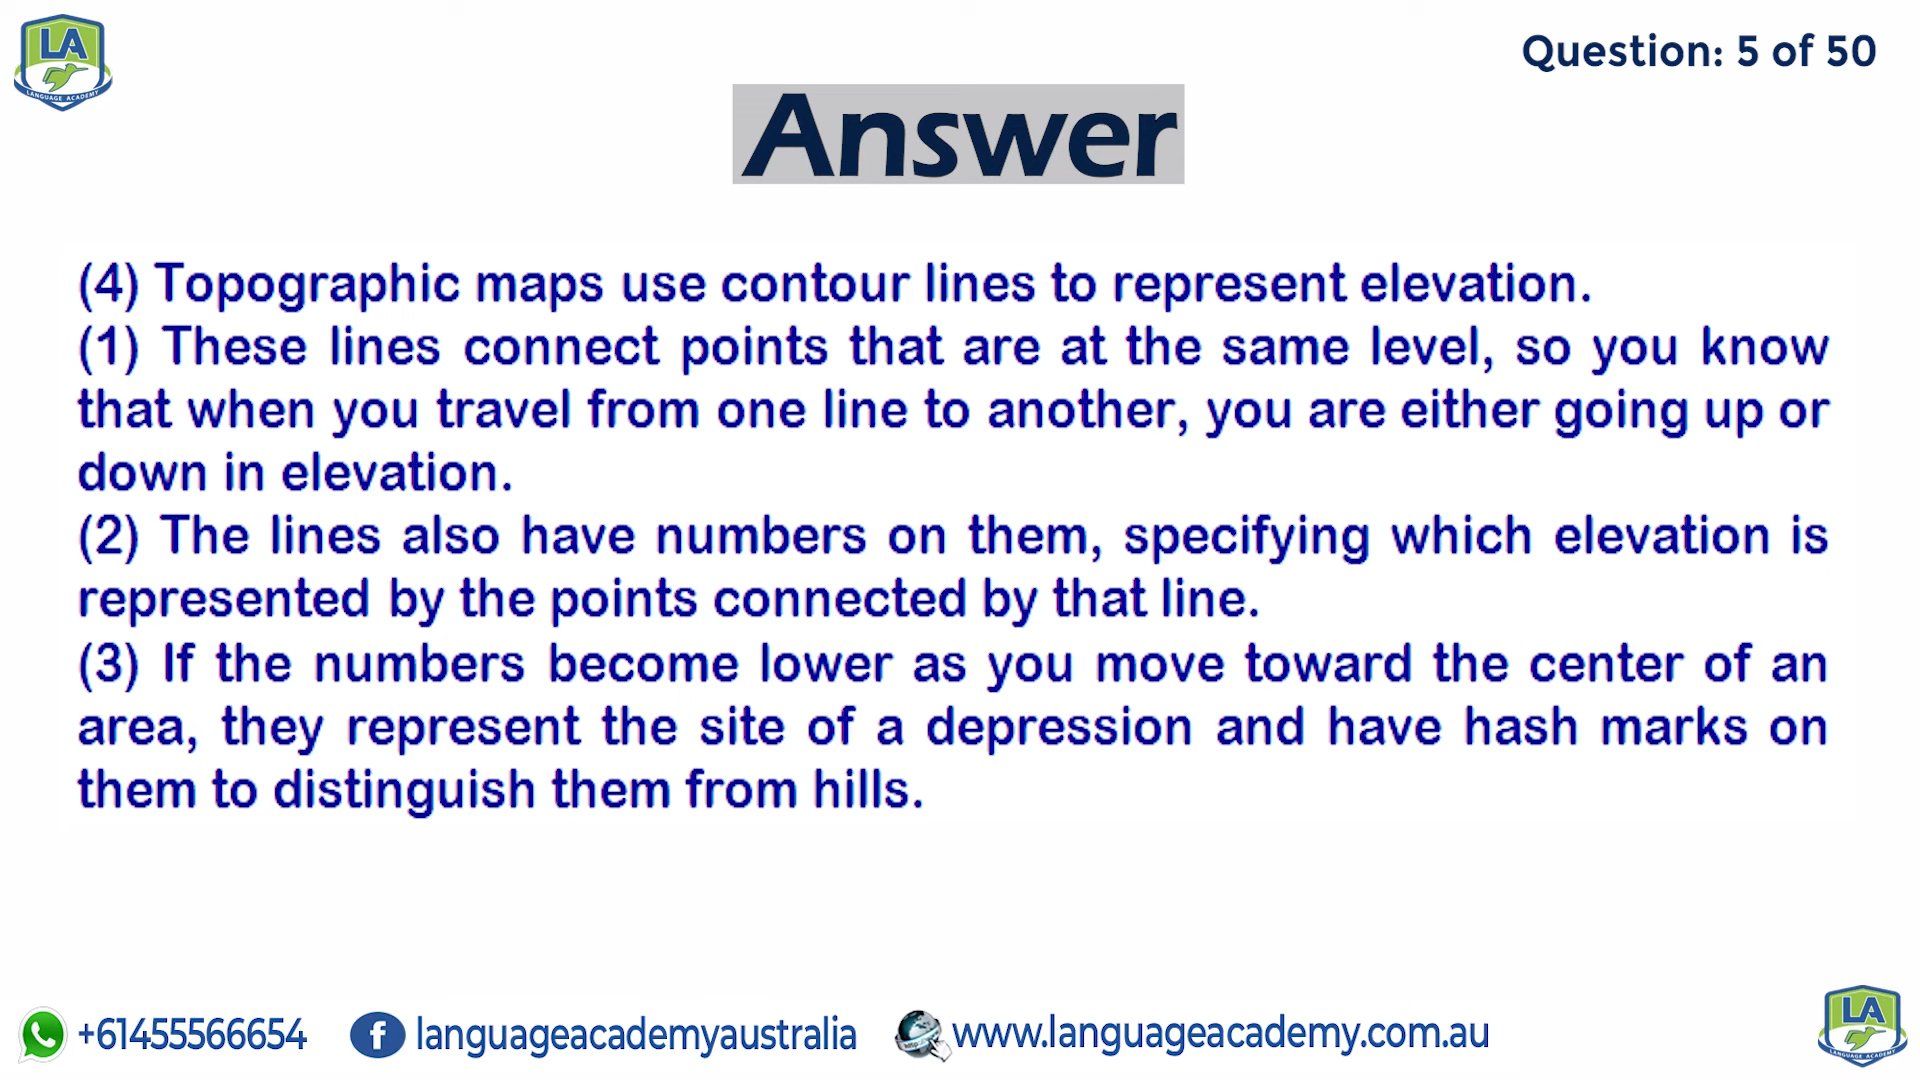 LA
LANGUAGE ACADEMY
Question: 5 of 50
Answer
(4) Topographic maps use contour lines to represent elevation.
(1) These lines connect points that are at the same level, so you know
that when you travel from one line to another, you are either going up or
down in elevation.
(2) The lines also have numbers on them, specifying which elevation is
represented by the points connected by that line.
(3) If the numbers become lower as you move toward the center of an
area, they represent the site of a depression and have hash marks on
them to distinguish them from hills.
+61455566654
f languageacademyaustralia
www.languageacademy.com.au
LA
LANGUAGE ACADEMY